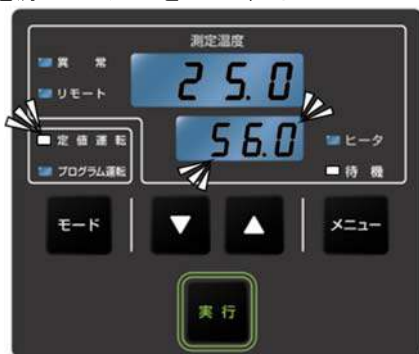 測定温度
異常
リモート
25.0
56.0
定値運転
プログラム運転
ヒータ
待機
モード
▼
▲
メニュー
実行